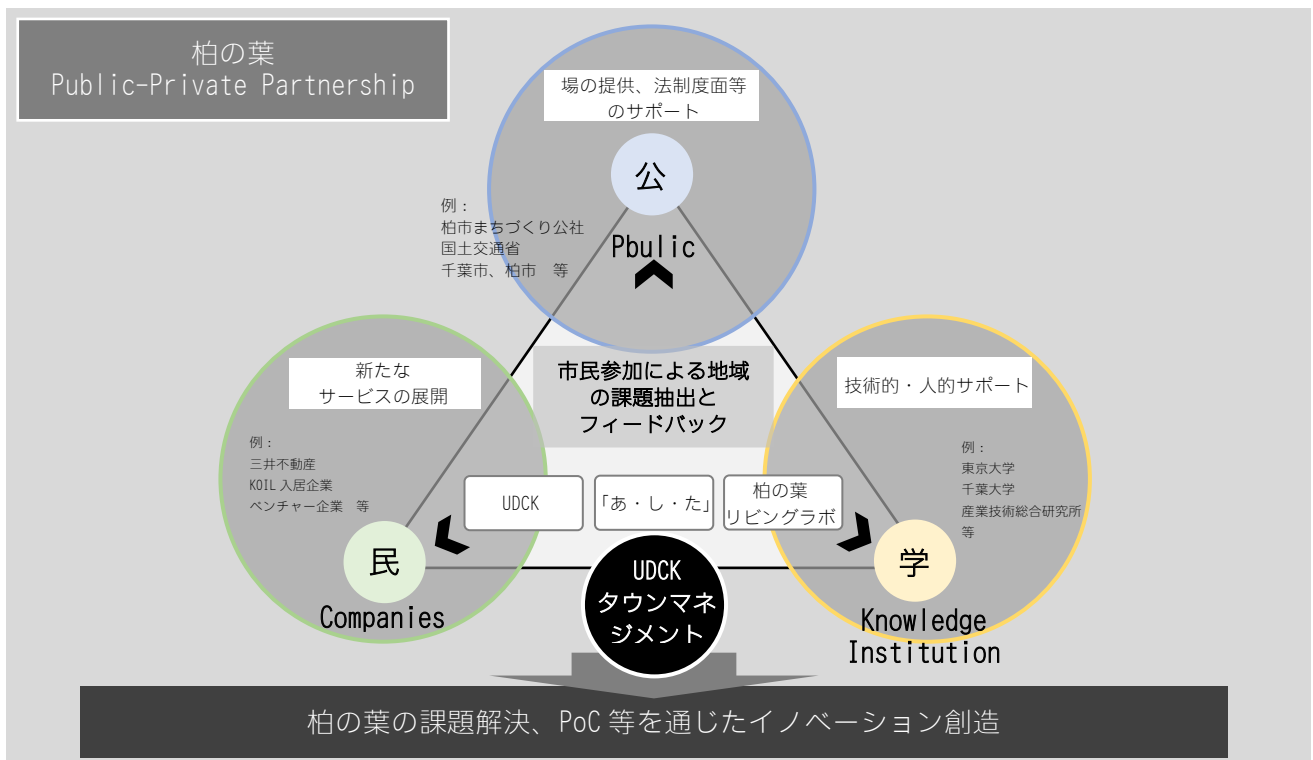 柏の葉
Public-Private Partnership
場の提供、法制度面等
のサポート
公
Pbulic
例：
柏市まちづくり公社
国土交通省
千葉市、柏市　等
新たな
サービスの展開
例：
三井不動産
KOIL 入居企業
ベンチャー企業　等
民
Companies
市民参加による地域
の課題抽出と
フィードバック
UDCK
「あ・し・た」
柏の葉
リビングラボ
技術的・人的サポート
例：
東京大学
千葉大学
産業技術総合研究所
等
学
Knowledge
Institution
UDCK
タウンマネ
ジメント
柏の葉の課題解決、PoC 等を通じたイノベーション創造